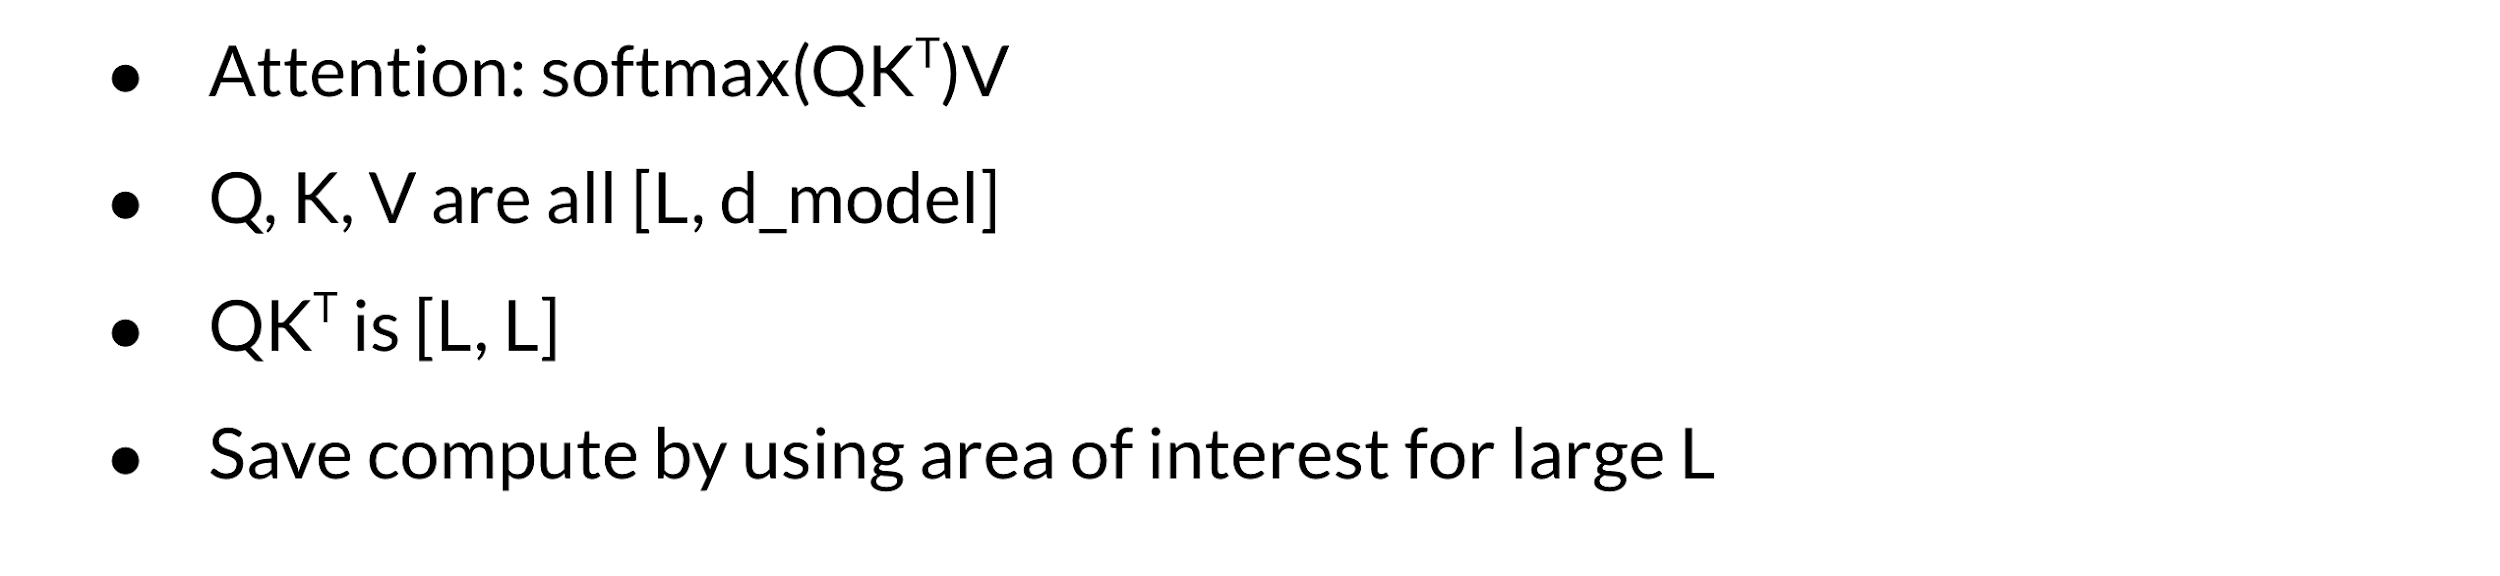 • Attention: softmax(QKᵀ)V
• Q, K, V are all [L, d_model]
• QKᵀ is [L, L]
• Save compute by using area of interest for large L